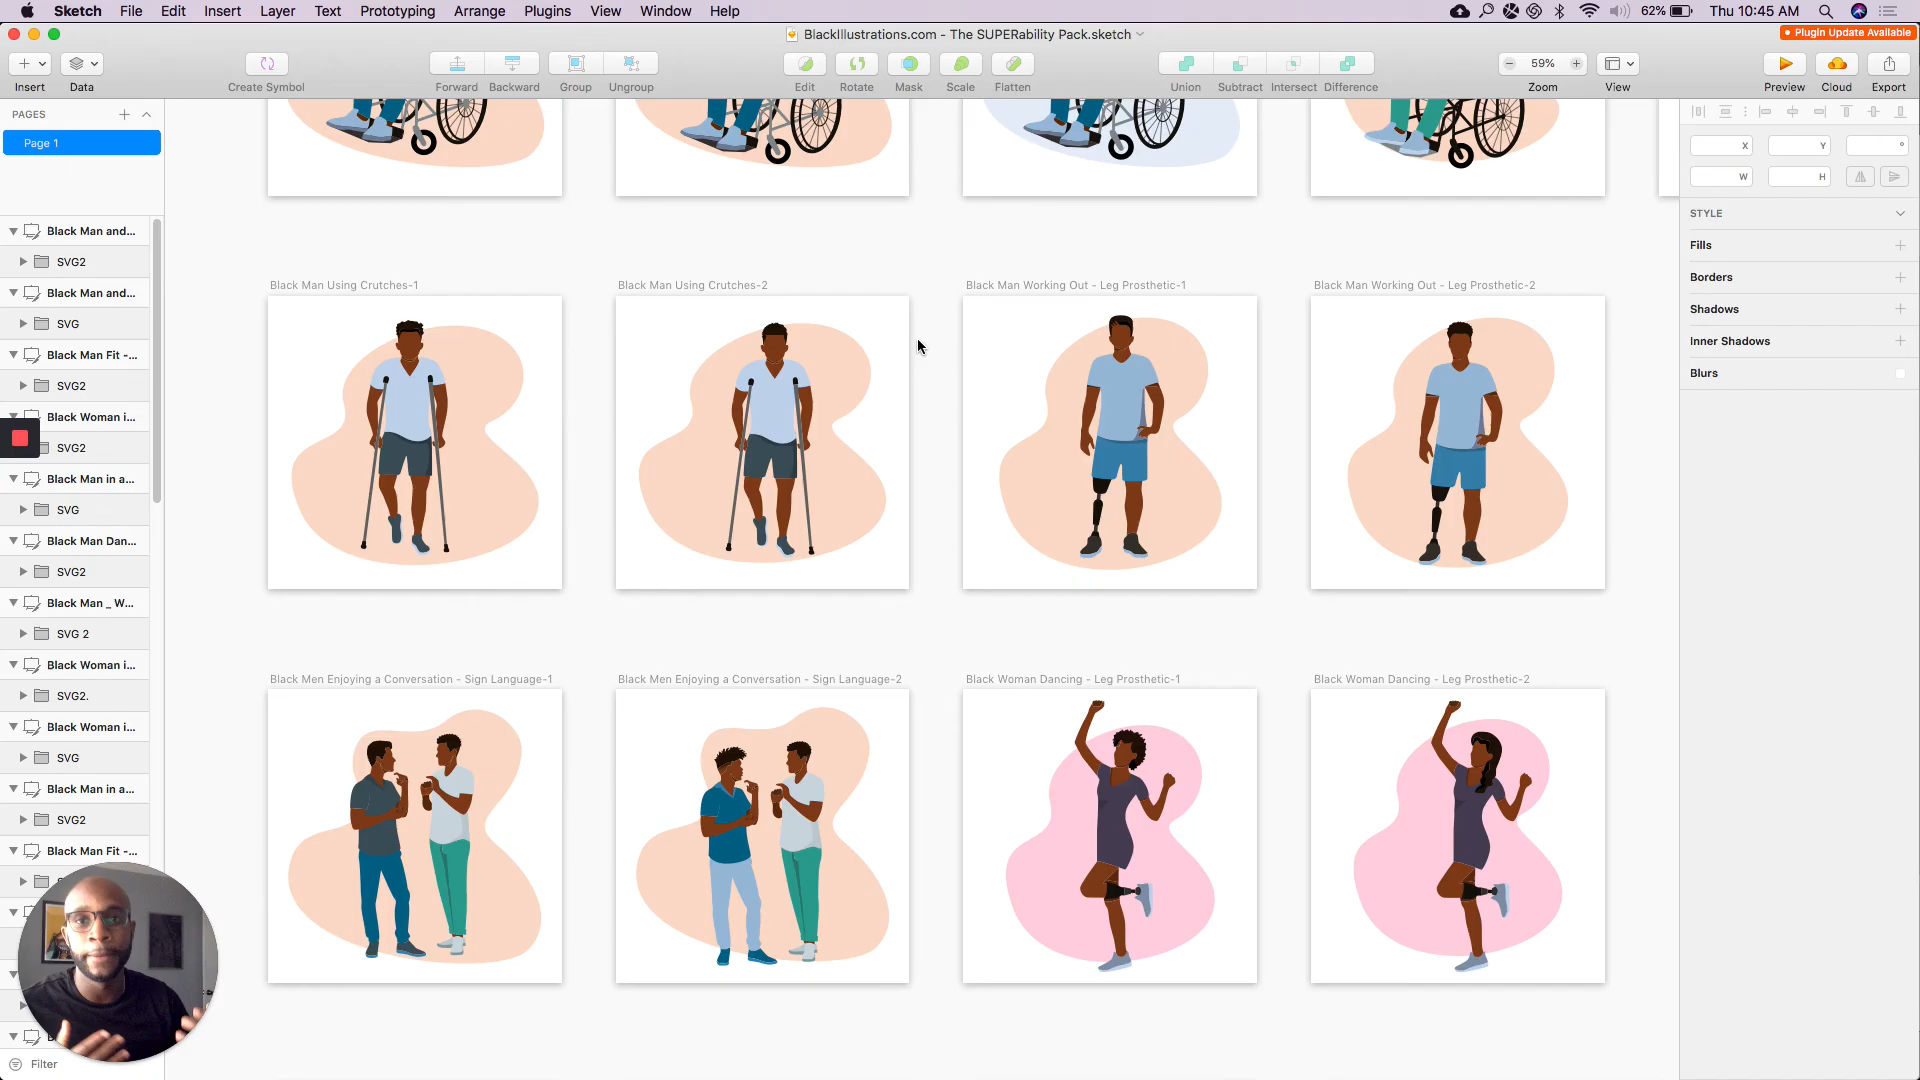 Sketch File Edit Insert Layer Text Prototyping Arrange Plugins View Window Help 62% Thu 10:45 AM
BlackIllustrations.com - The SUPERability Pack.sketch
Plugin Update Available
59%
Insert Data Create Symbol Forward Backward Group Ungroup Edit Rotate Mask Scale Flatten Union Subtract Intersect Difference Zoom View Preview Cloud Export
PAGES
Page 1
Black Man and...
SVG2
Black Man and...
SVG
Black Man Fit -...
SVG2
Black Woman i...
SVG2
Black Man in a...
SVG
Black Man Dan...
SVG2
Black Man _ W...
SVG 2
Black Woman i...
SVG2.
Black Woman i...
SVG
Black Man in a...
SVG2
Black Man Fit -...
Filter
Black Man Using Crutches-1
Black Man Using Crutches-2
Black Man Working Out - Leg Prosthetic-1
Black Man Working Out - Leg Prosthetic-2
Black Men Enjoying a Conversation - Sign Language-1
Black Men Enjoying a Conversation - Sign Language-2
Black Woman Dancing - Leg Prosthetic-1
Black Woman Dancing - Leg Prosthetic-2
X Y °
W H
STYLE
Fills
Borders
Shadows
Inner Shadows
Blurs